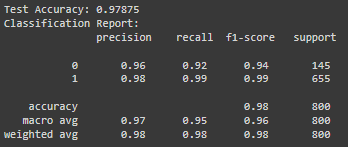 Test Accuracy: 0.97875
Classification Report:
precision recall f1-score support
0 0.96 0.92 0.94 145
1 0.98 0.99 0.99 655
accuracy 0.98 800
macro avg 0.97 0.95 0.96 800
weighted avg 0.98 0.98 0.98 800